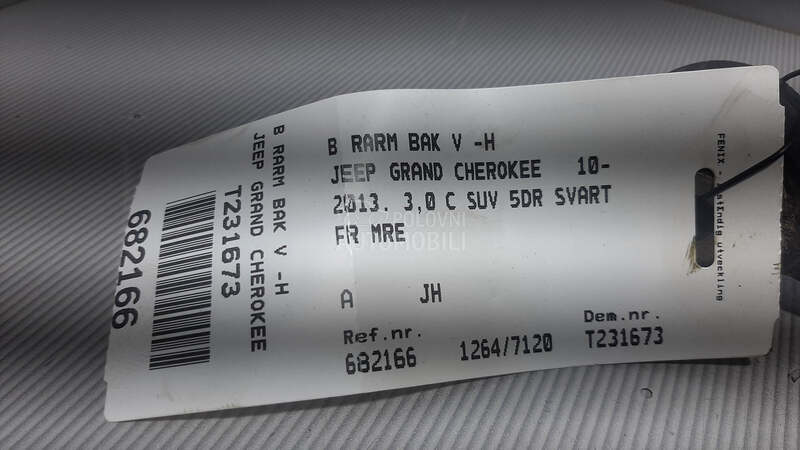 B RARM BAK V -H
JEEP GRAND CHEROKEE 10-
2013. 3.0 C SUV 5DR SVART
FR MRE
A JH
Ref.nr.
682166
1264/7120
Dem.nr.
T231673
B RARM BAK V -H
JEEP GRAND CHEROKEE
T231673
682166
FENIX - utveckling
POLOVNI
AUTOMOBILI